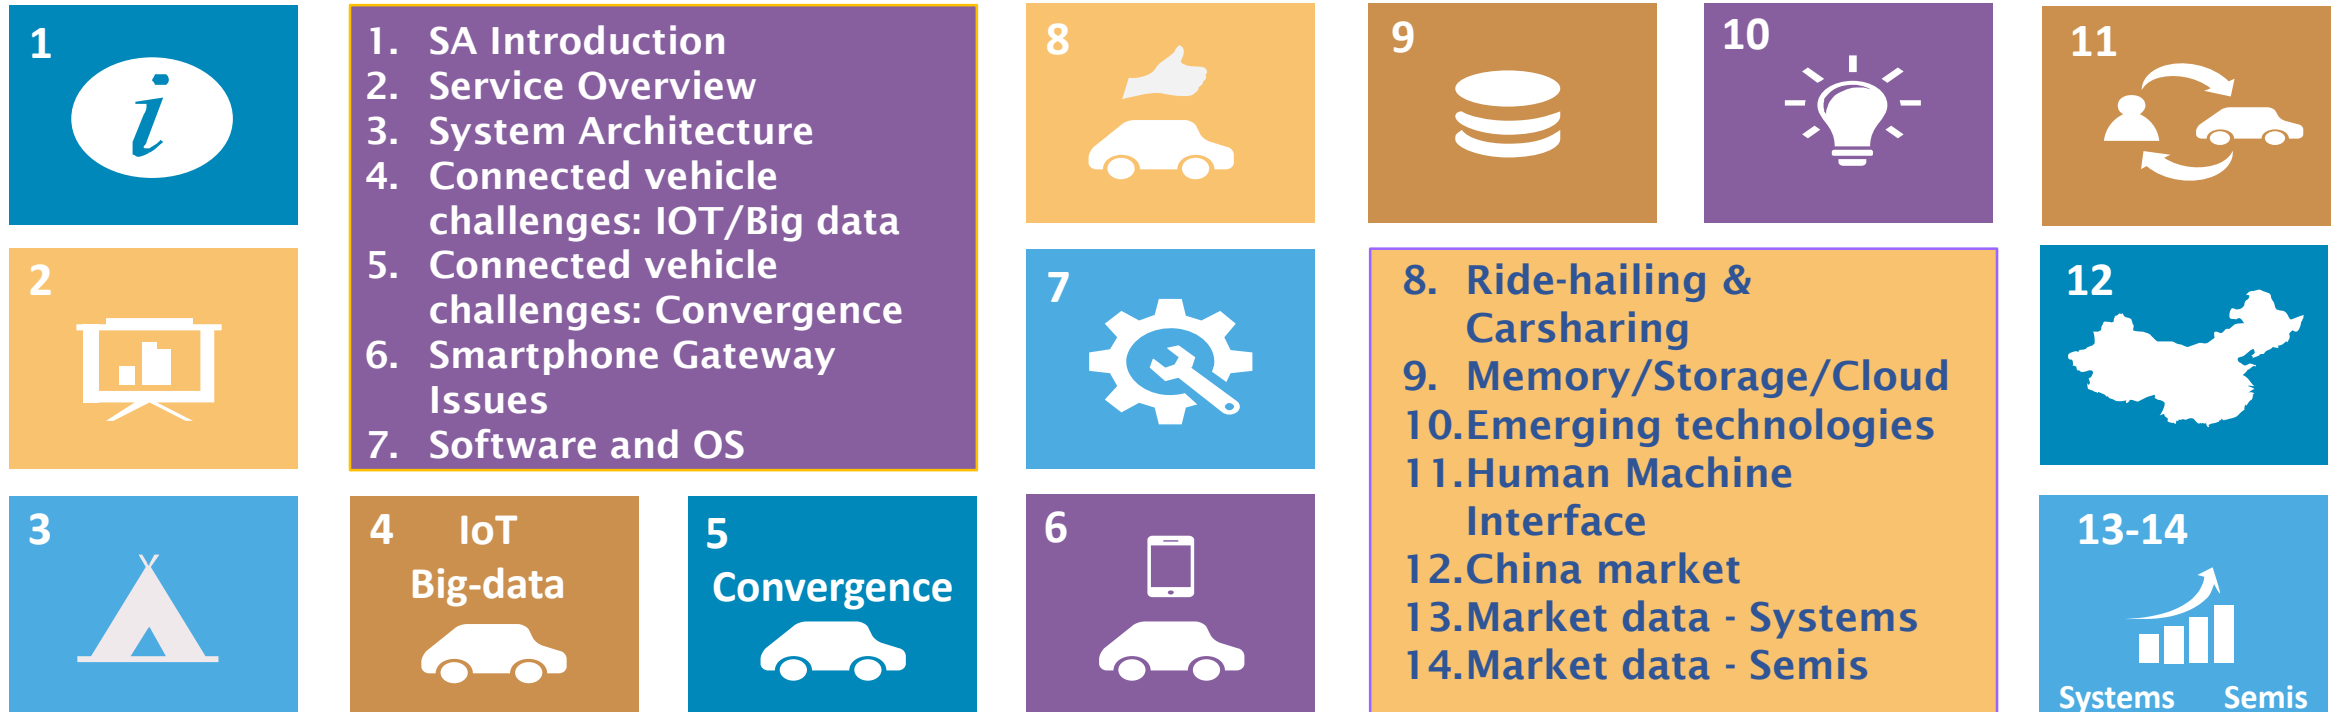 1
1. SA Introduction
2. Service Overview
3. System Architecture
4. Connected vehicle
challenges: IOT/Big data
5. Connected vehicle
challenges: Convergence
6. Smartphone Gateway
Issues
7. Software and OS
8
9
10
11
2
7
8. Ride-hailing &
Carsharing
9. Memory/Storage/Cloud
10.Emerging technologies
11.Human Machine
Interface
12.China market
13.Market data - Systems
14.Market data - Semis
12
3
4 IoT
Big-data
5
Convergence
6
13-14
Systems Semis
i